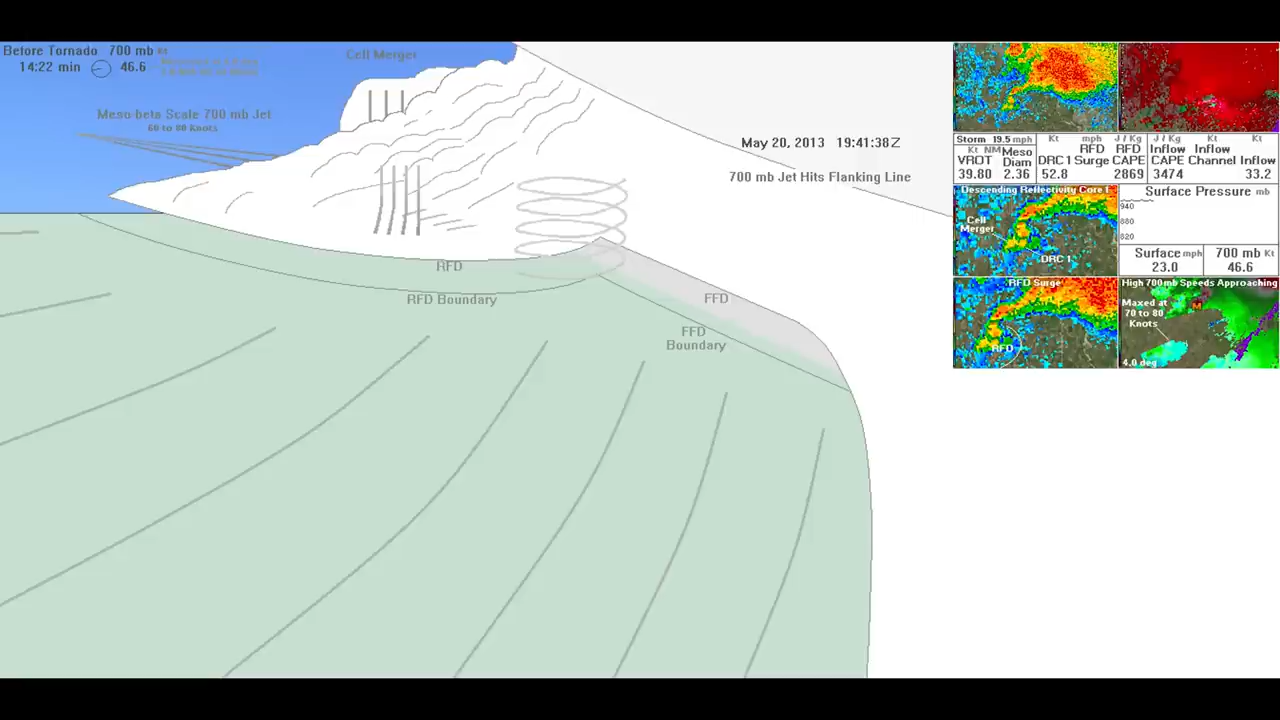 Before Tornado 700 mb Kt
14:22 min 46.6
Cell Merger
Meso beta Scale 700 mb Jet
60 to 80 Knots
May 20, 2013 19:41:38Z
700 mb Jet Hits Flanking Line
RFD
RFD Boundary
FFD
FFD
Boundary
Storm 19.5 mph
Kt NM
VROT
39.80
Meso
Diam
2.36
Kt mph J / Kg
RFD RFD
DRC 1 Surge CAPE
52.8 2869
J / Kg Kt Kt
Inflow Inflow
CAPE Channel Inflow
3474 33.2
Descending Reflectivity Core 1
Cell
Merger
DRC 1
Surface Pressure mb
940
880
820
Surface mph
23.0
700 mb Kt
46.6
RFD Surge
RFD
High 700mb Speeds Approaching
Maxed at
70 to 80
Knots
4.0 deg